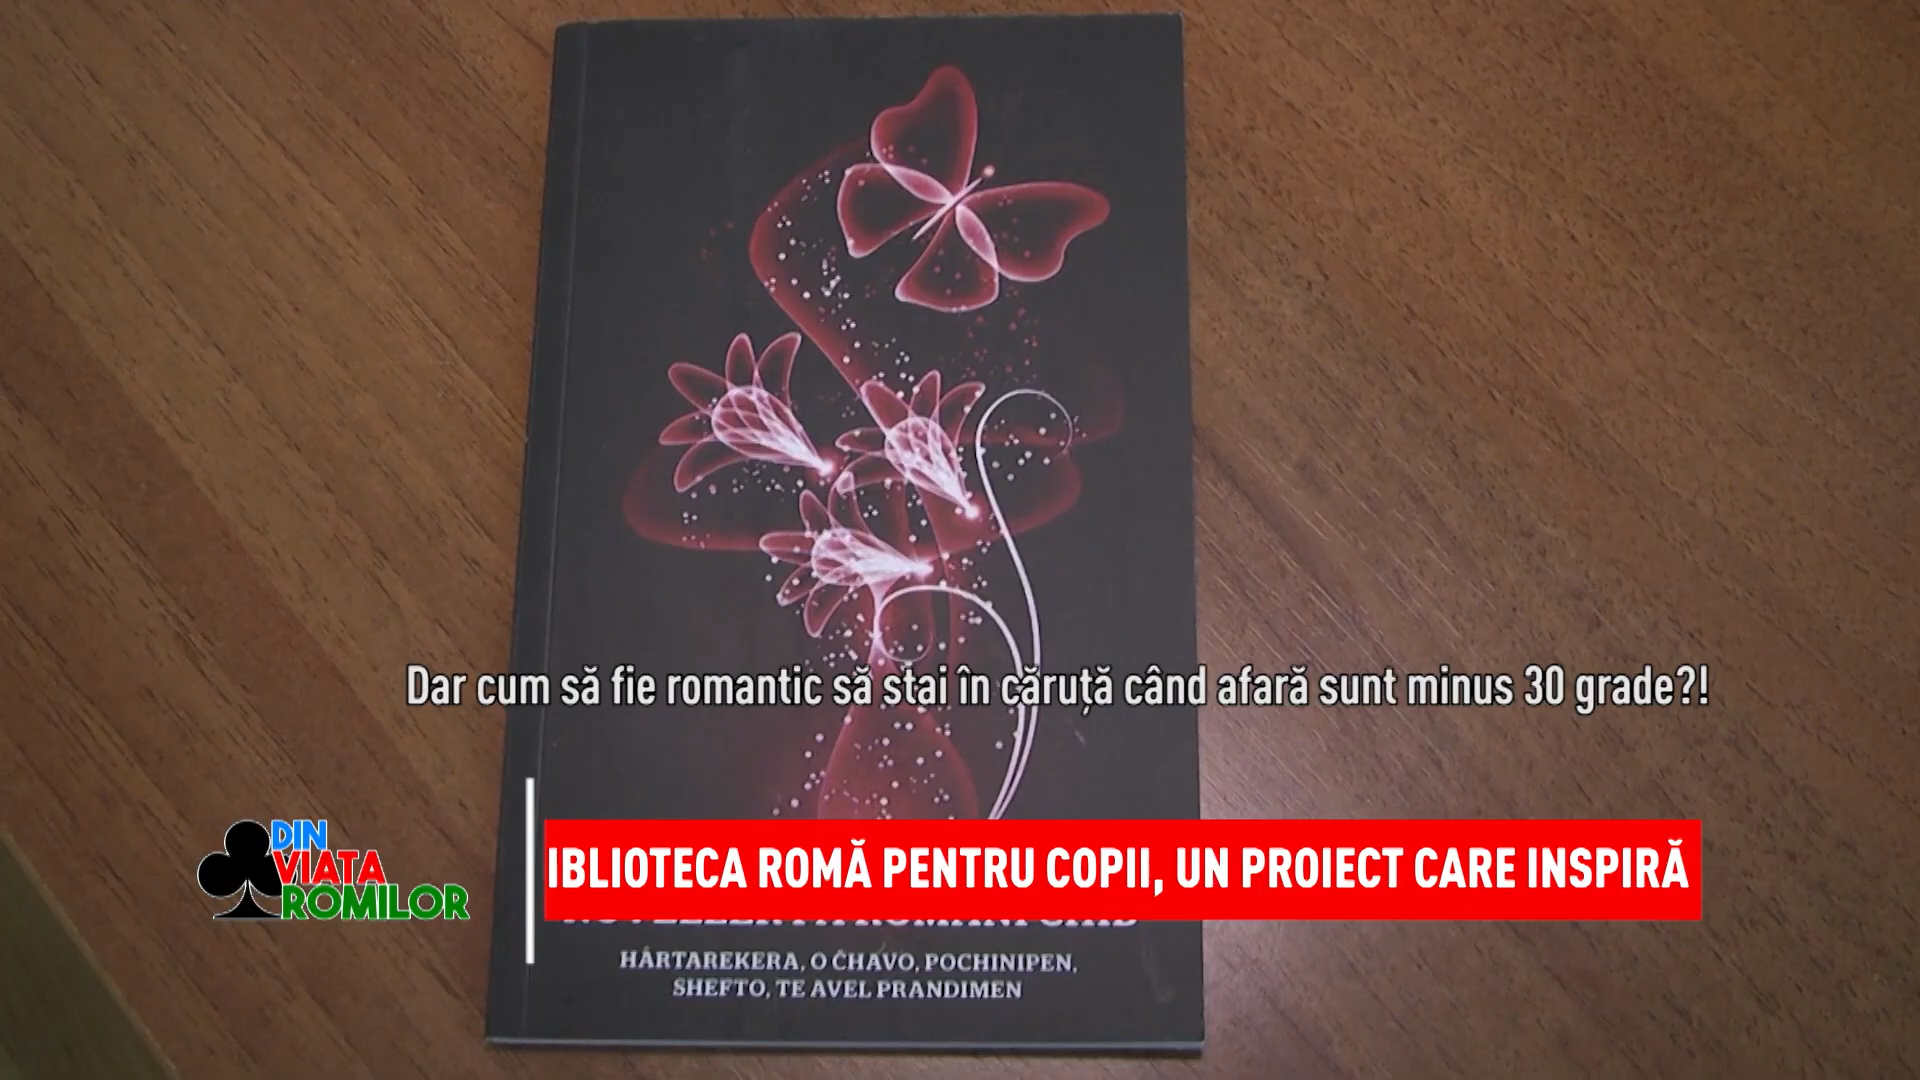 Dar cum să fie romantic să stai în căruță când afară sunt minus 30 grade?!
DIN
VIATA
ROMILOR
IBLIOTECA ROMĂ PENTRU COPII, UN PROIECT CARE INSPIRĂ
HÅRTAREKERA, O ČHAVO, POCHINIPEN,
SHEFTO, TE AVEL PRANDIMEN